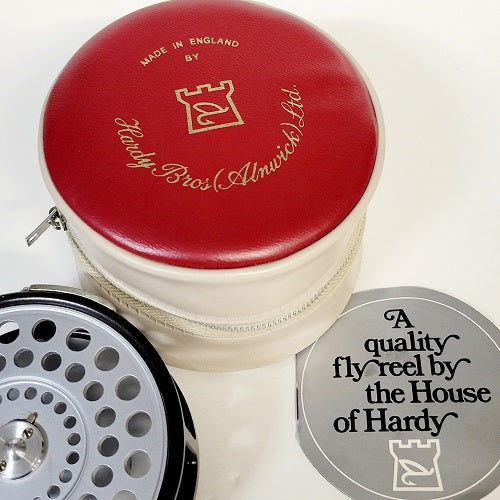 MADE IN ENGLAND
BY
a
Hardy Bros (Alnwick) Ltd.
A
quality
fly reel by
the House
of Hardy
a